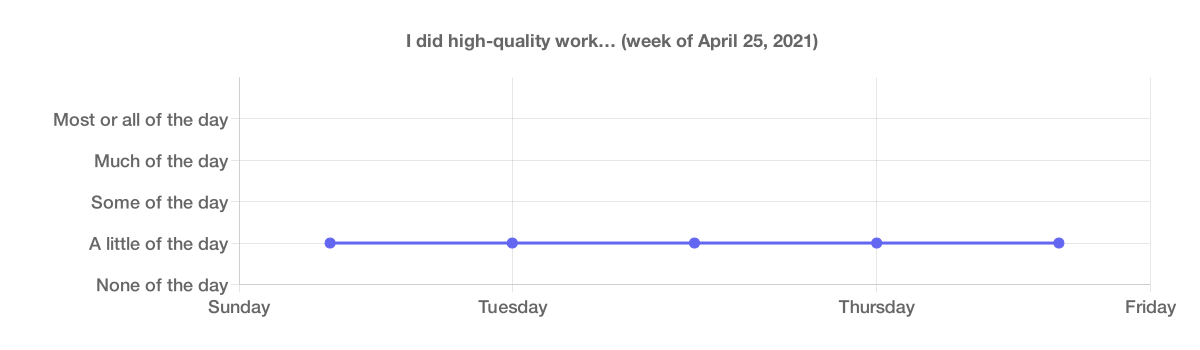 I did high-quality work… (week of April 25, 2021)
Most or all of the day
Much of the day
Some of the day
A little of the day
None of the day
Sunday Tuesday Thursday Friday